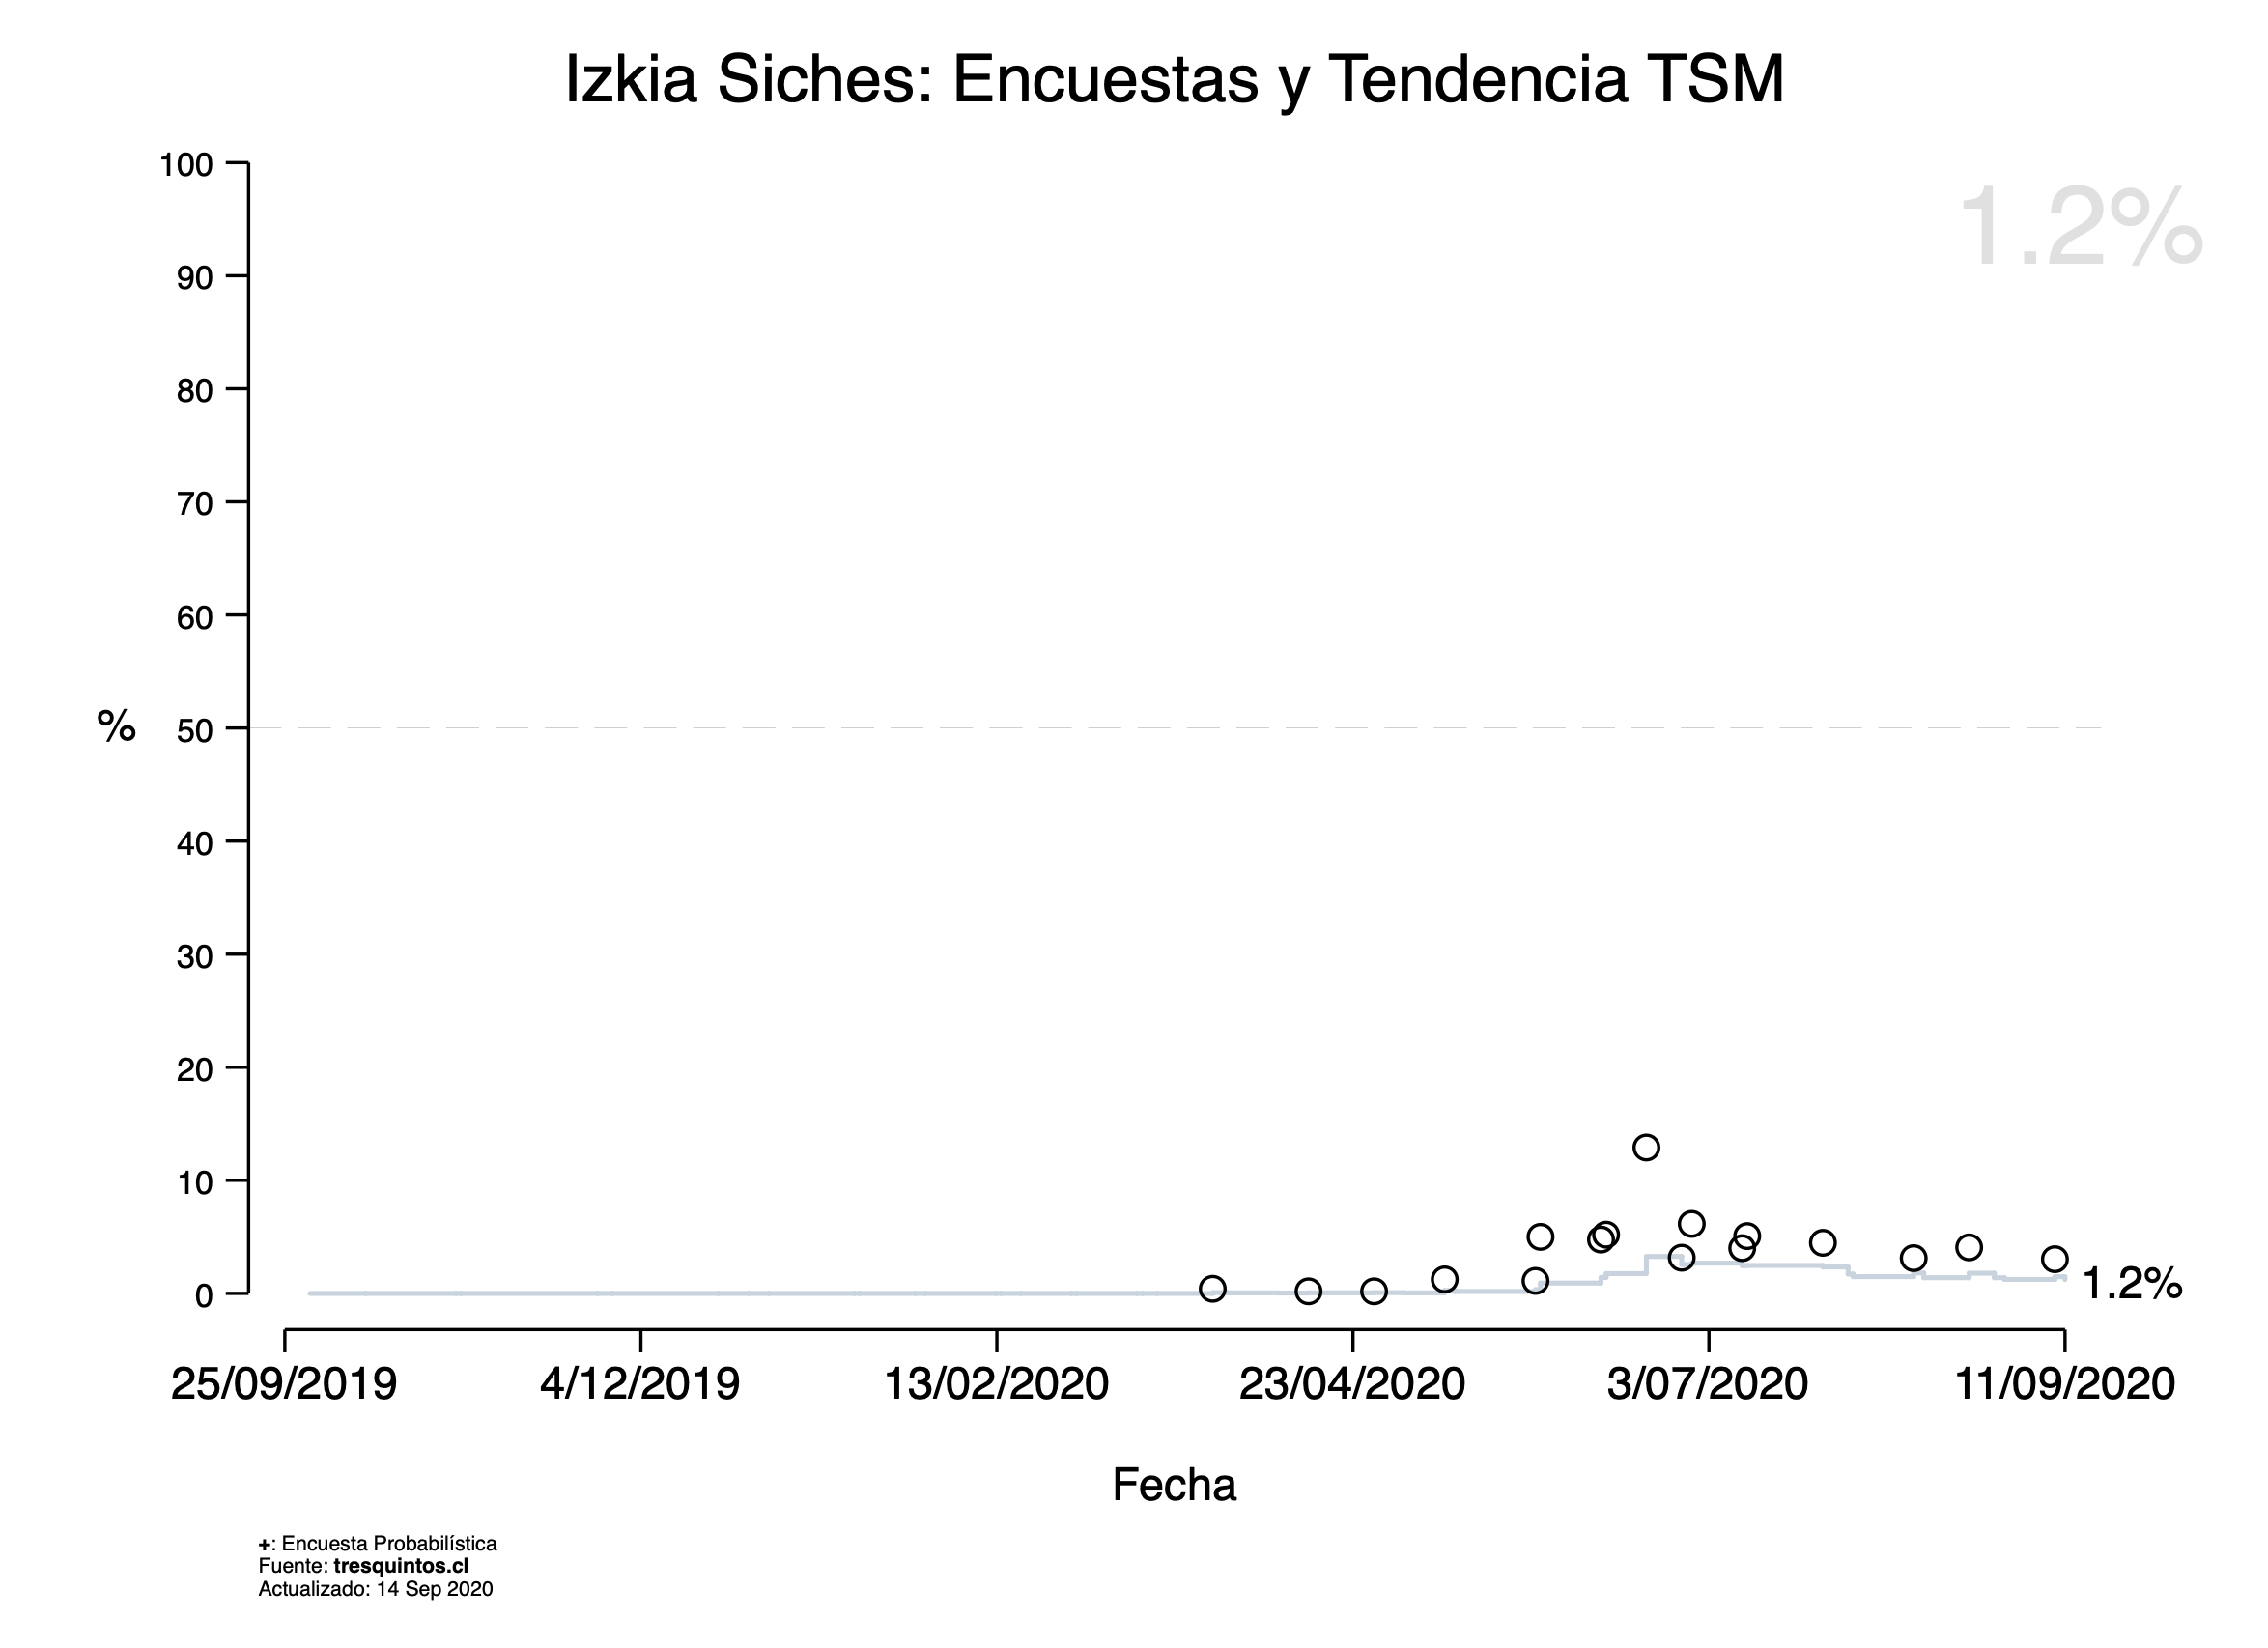 Izkia Siches: Encuestas y Tendencia TSM
1.2%
100
90
80
70
60
50
40
30
20
10
0
%
1.2%
25/09/2019 4/12/2019 13/02/2020 23/04/2020 3/07/2020 11/09/2020
Fecha
+: Encuesta Probabilística
Fuente: tresquintos.cl
Actualizado: 14 Sep 2020